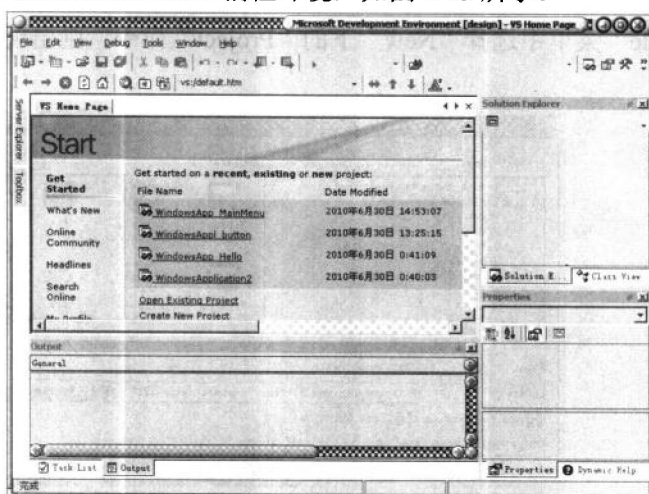 Microsoft Development Environment [design] - VS Home Page
File Edit View Debug Tools Window Help
vs:/default.htm
VS Home Page
Solution Explorer
Server Explorer
Toolbox
Start
Get Started
Get started on a recent, existing or new project:
File Name Date Modified
What's New
WindowsApp_MainMenu 2010年6月30日 14:53:07
Online Community
WindowsAppl_button 2010年6月30日 13:25:15
Headlines
WindowsApp_Hello 2010年6月30日 0:41:09
Search Online
WindowsApplication2 2010年6月30日 0:40:03
Open Existing Project
My Profile
Create New Project
Solution E... Class View
Properties
Output
General
Task List Output
Properties Dynamic Help
完成